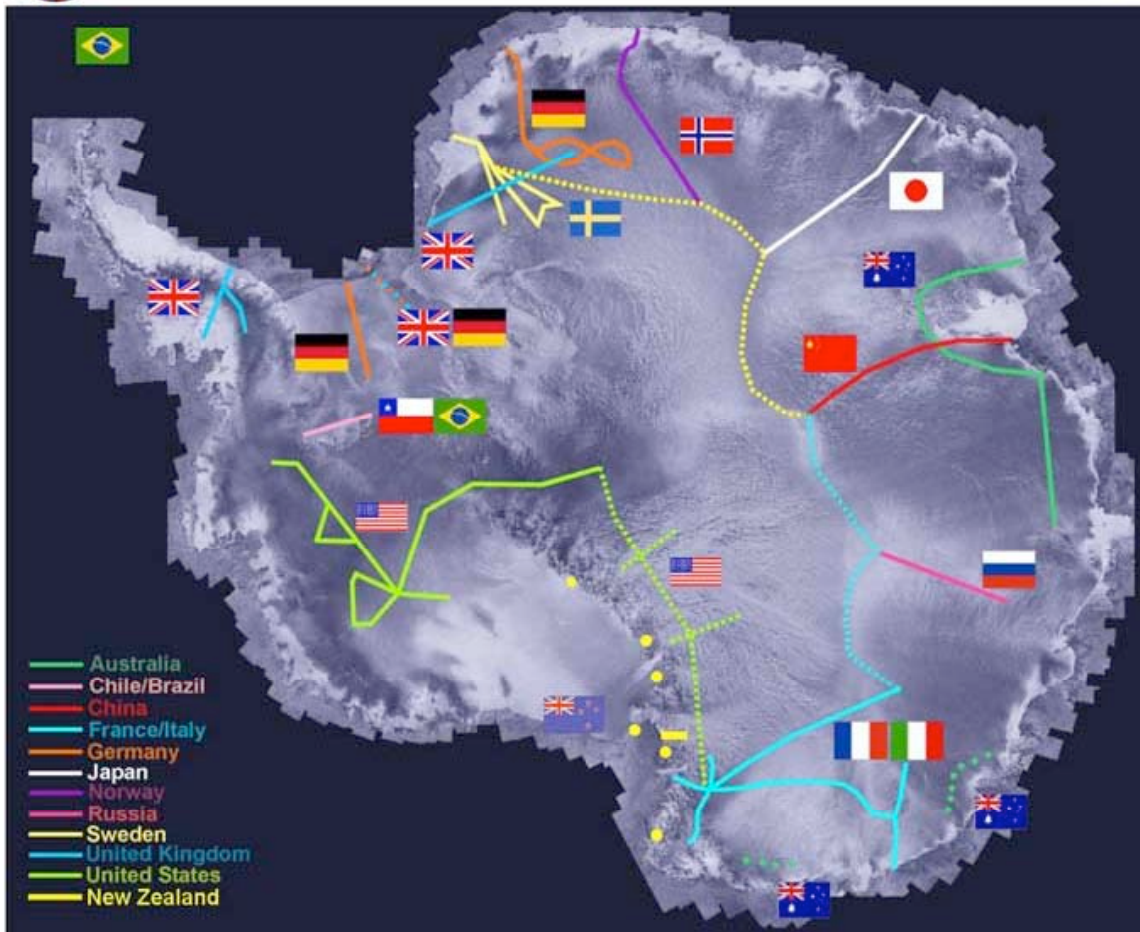 Australia
Chile/Brazil
China
France/Italy
Germany
Japan
Norway
Russia
Sweden
United Kingdom
United States
New Zealand